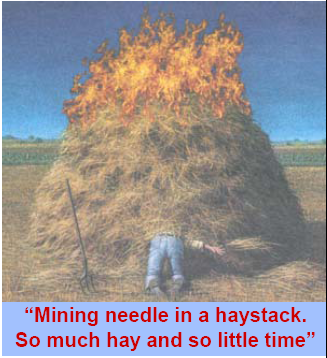 “Mining needle in a haystack.
So much hay and so little time”